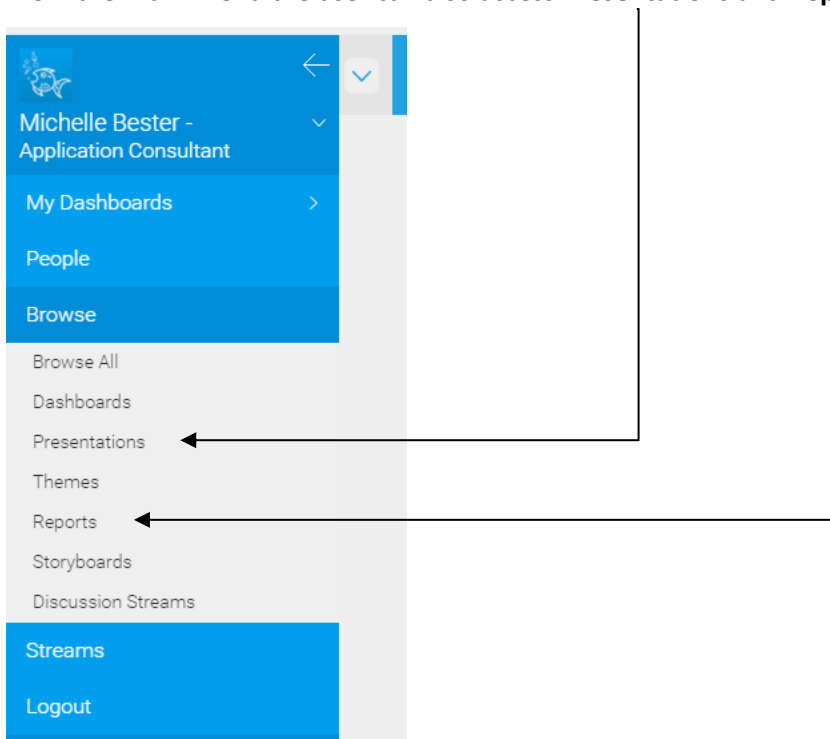 Michelle Bester -
Application Consultant
My Dashboards
People
Browse
Browse All
Dashboards
Presentations
Themes
Reports
Storyboards
Discussion Streams
Streams
Logout